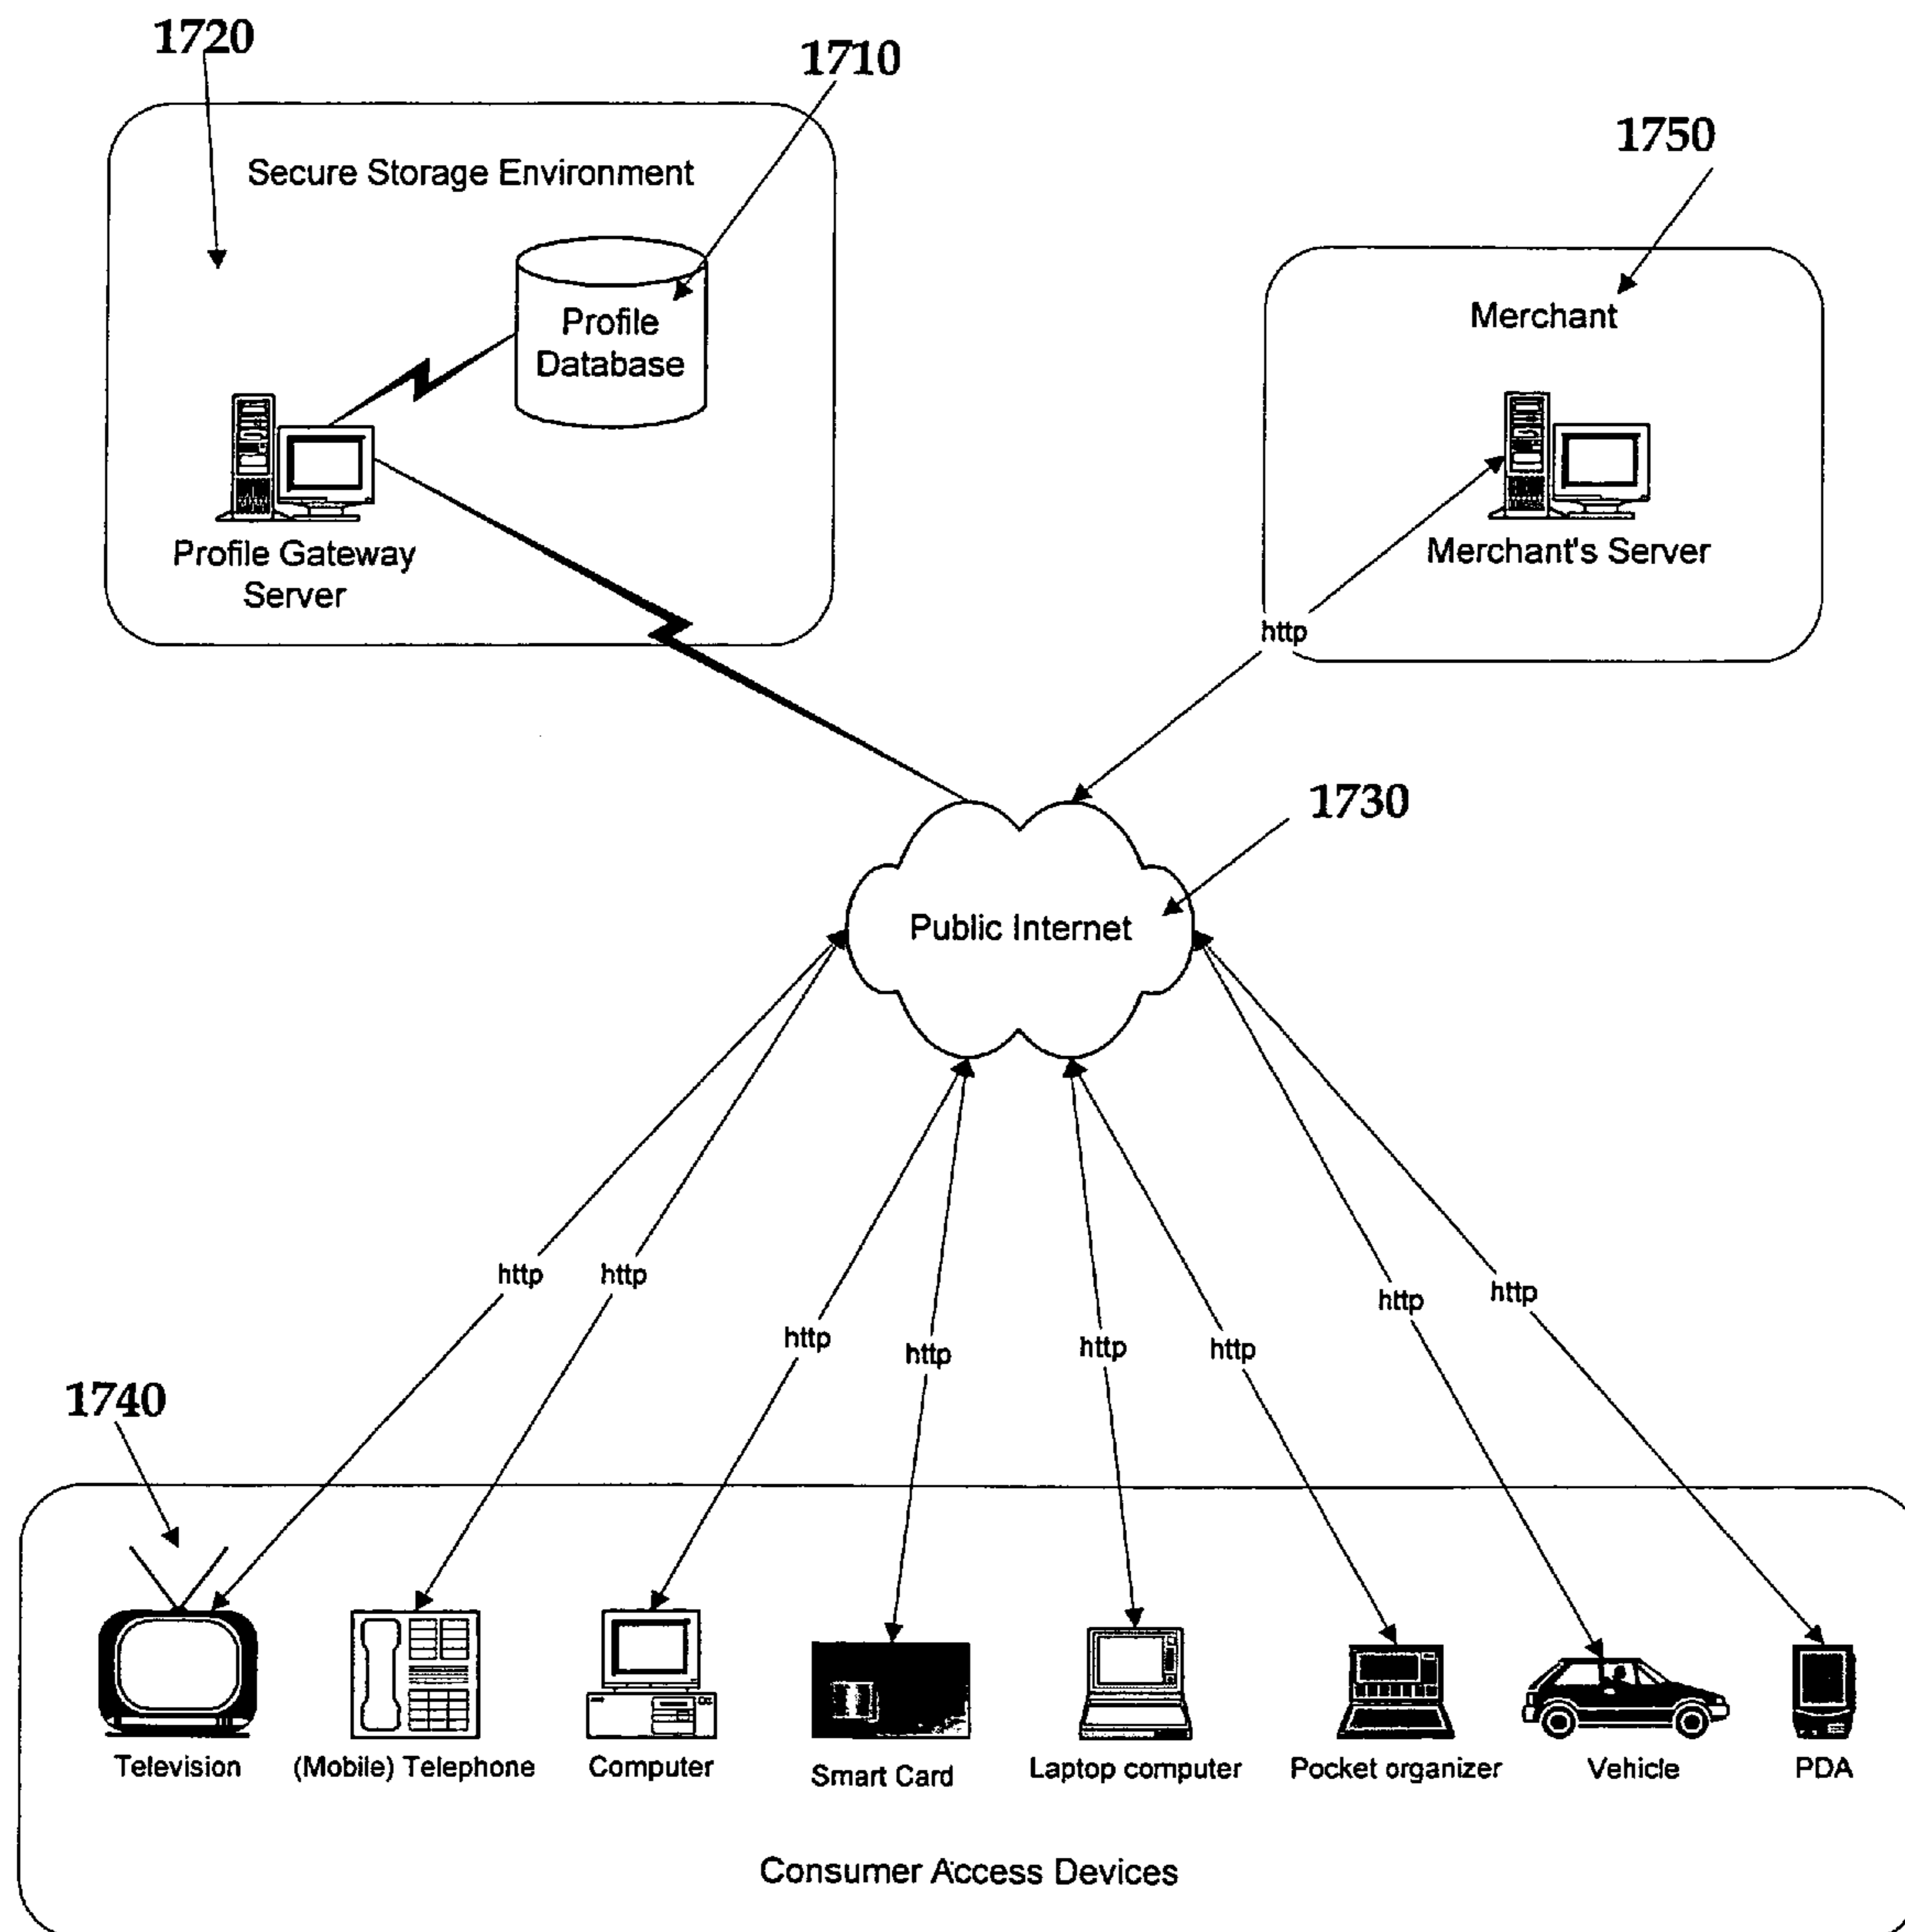 1720
1710
1750
Secure Storage Environment
Profile
Database
Profile Gateway
Server
Merchant
Merchant's Server
http
1730
Public Internet
http
http
http
http
http
http
http
http
1740
Television
(Mobile) Telephone
Computer
Smart Card
Laptop computer
Pocket organizer
Vehicle
PDA
Consumer Access Devices